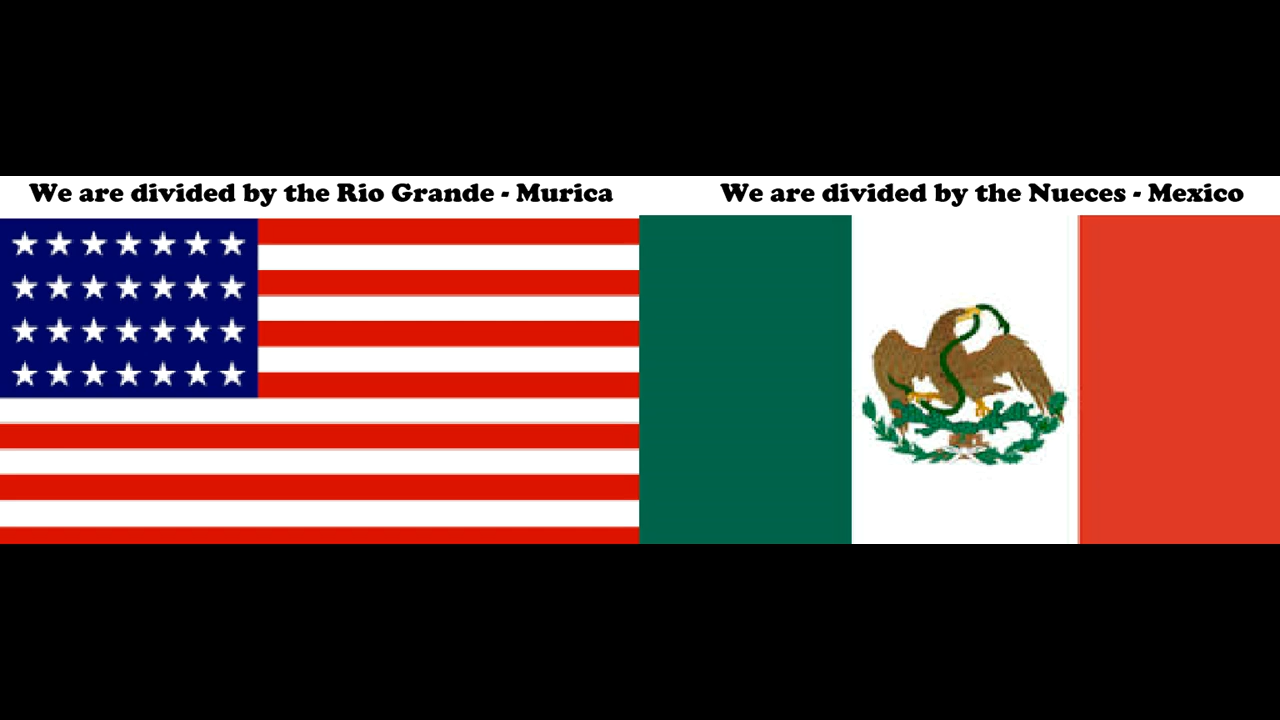 We are divided by the Rio Grande - Murica
We are divided by the Nueces - Mexico